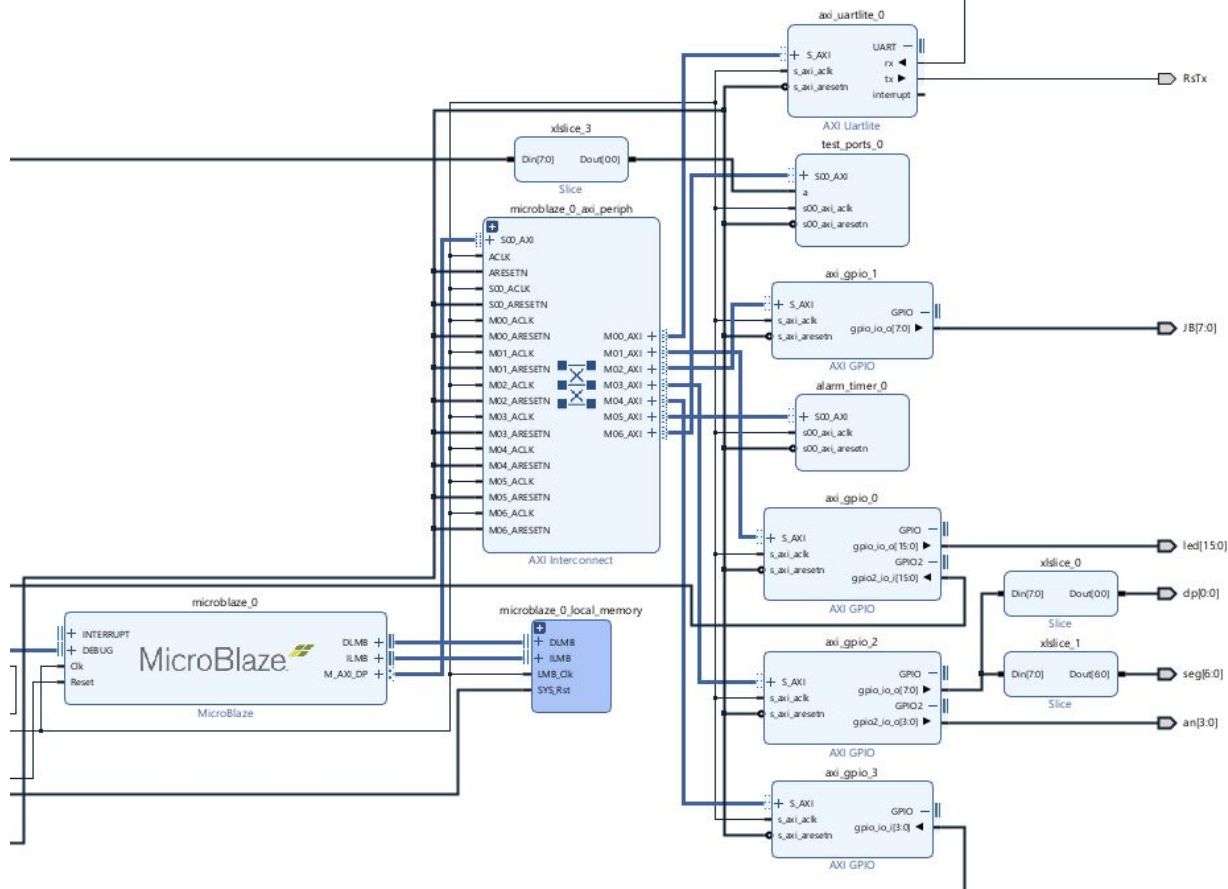 axi_uartlite_0
S_AXI
s_axi_aclk
s_axi_aresetn
UART
rx
tx
interrupt
AXI Uartlite
RsTx
xlslice_3
Din[7:0]
Dout[0:0]
Slice
test_ports_0
S00_AXI
a
s00_axi_aclk
s00_axi_aresetn
microblaze_0_axi_periph
S00_AXI
ACLK
ARESETN
S00_ACLK
S00_ARESETN
M00_ACLK
M00_ARESETN
M01_ACLK
M01_ARESETN
M02_ACLK
M02_ARESETN
M03_ACLK
M03_ARESETN
M04_ACLK
M04_ARESETN
M05_ACLK
M05_ARESETN
M06_ACLK
M06_ARESETN
M00_AXI
M01_AXI
M02_AXI
M03_AXI
M04_AXI
M05_AXI
M06_AXI
AXI Interconnect
axi_gpio_1
S_AXI
s_axi_aclk
s_axi_aresetn
GPIO
gpio_io_o[7:0]
AXI GPIO
JB[7:0]
alarm_timer_0
S00_AXI
s00_axi_aclk
s00_axi_aresetn
axi_gpio_0
S_AXI
s_axi_aclk
s_axi_aresetn
GPIO
gpio_io_o[15:0]
GPIO2
gpio2_io_i[15:0]
AXI GPIO
led[15:0]
xlslice_0
Din[7:0]
Dout[0:0]
Slice
dp[0:0]
microblaze_0
INTERRUPT
DEBUG
Clk
Reset
MicroBlaze
DLMB
ILMB
M_AXI_DP
MicroBlaze
microblaze_0_local_memory
DLMB
ILMB
LMB_Clk
SYS_Rst
axi_gpio_2
S_AXI
s_axi_aclk
s_axi_aresetn
GPIO
gpio_io_o[7:0]
GPIO2
gpio2_io_o[3:0]
AXI GPIO
xlslice_1
Din[7:0]
Dout[6:0]
Slice
seg[6:0]
an[3:0]
axi_gpio_3
S_AXI
s_axi_aclk
s_axi_aresetn
GPIO
gpio_io_i[3:0]
AXI GPIO